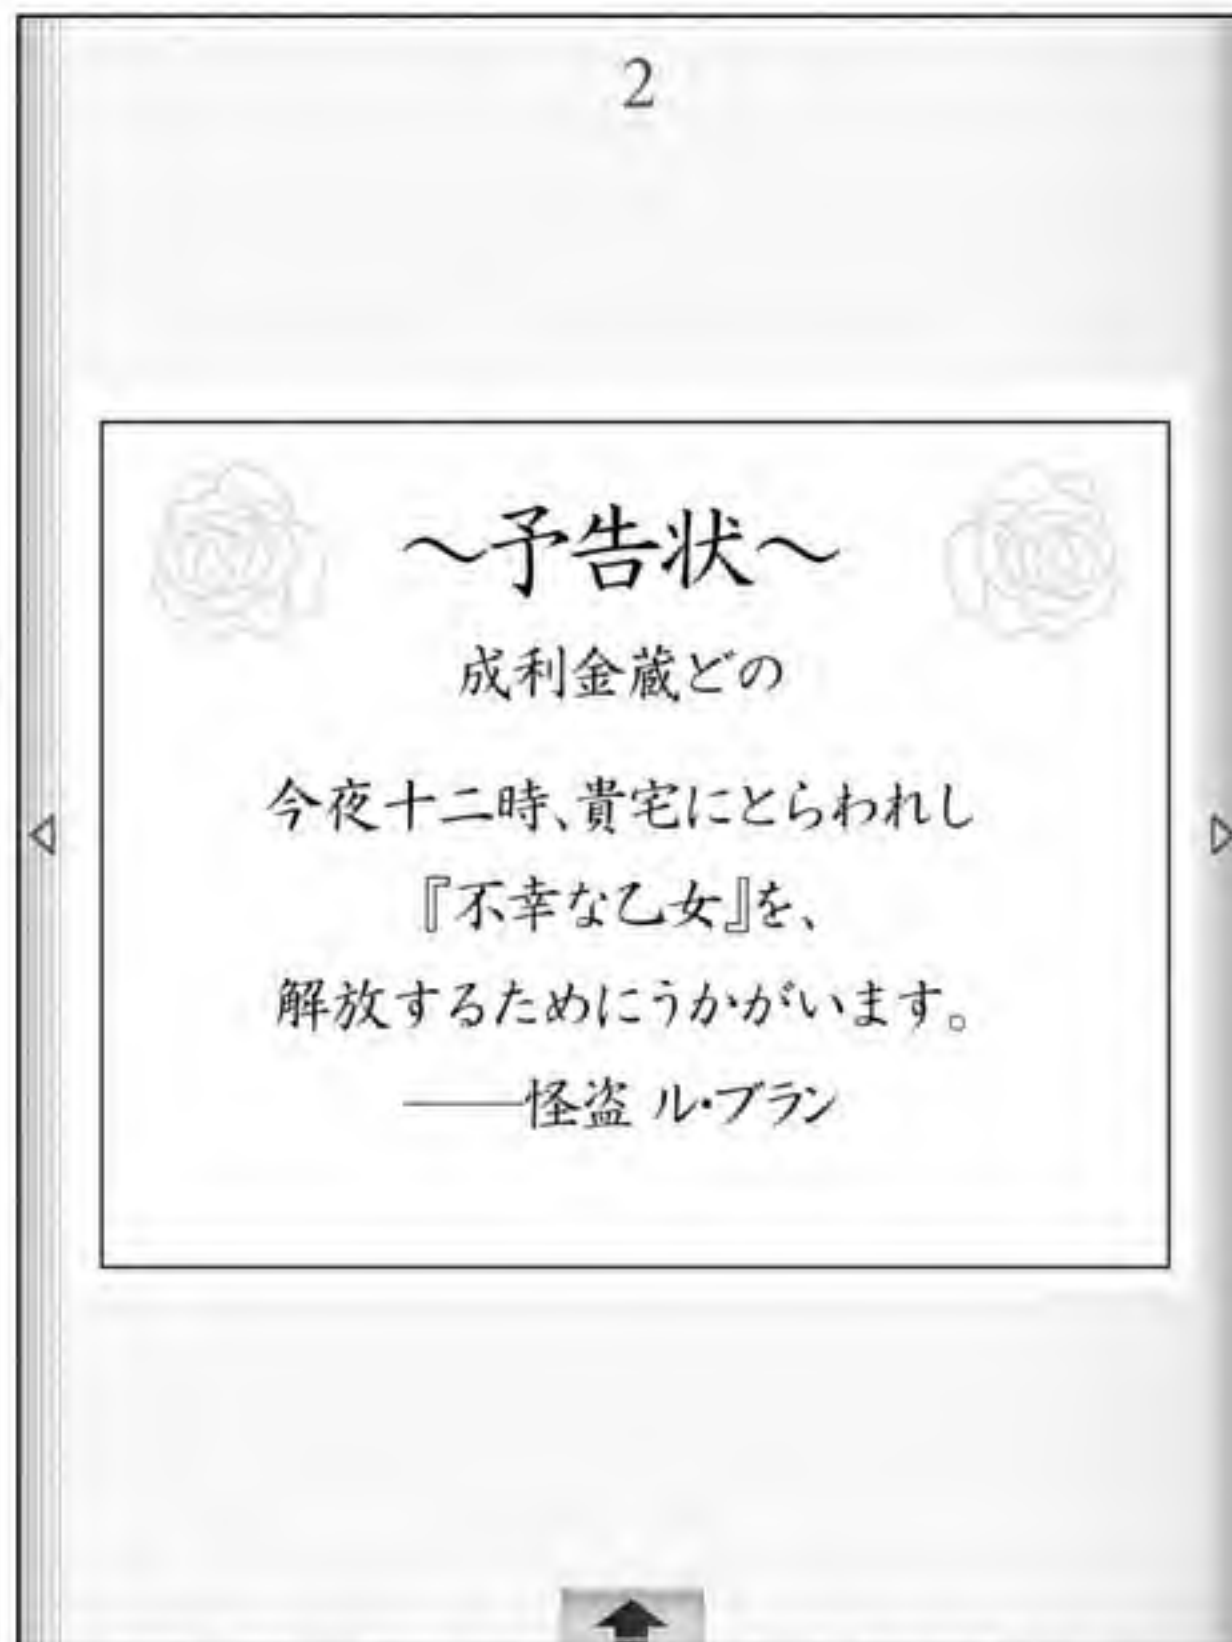 2
～予告状～
成利金蔵どの
今夜十二時、貴宅にとらわれし
『不幸な乙女』を、
解放するためにうかがいます。
――怪盗 ル・ブラン